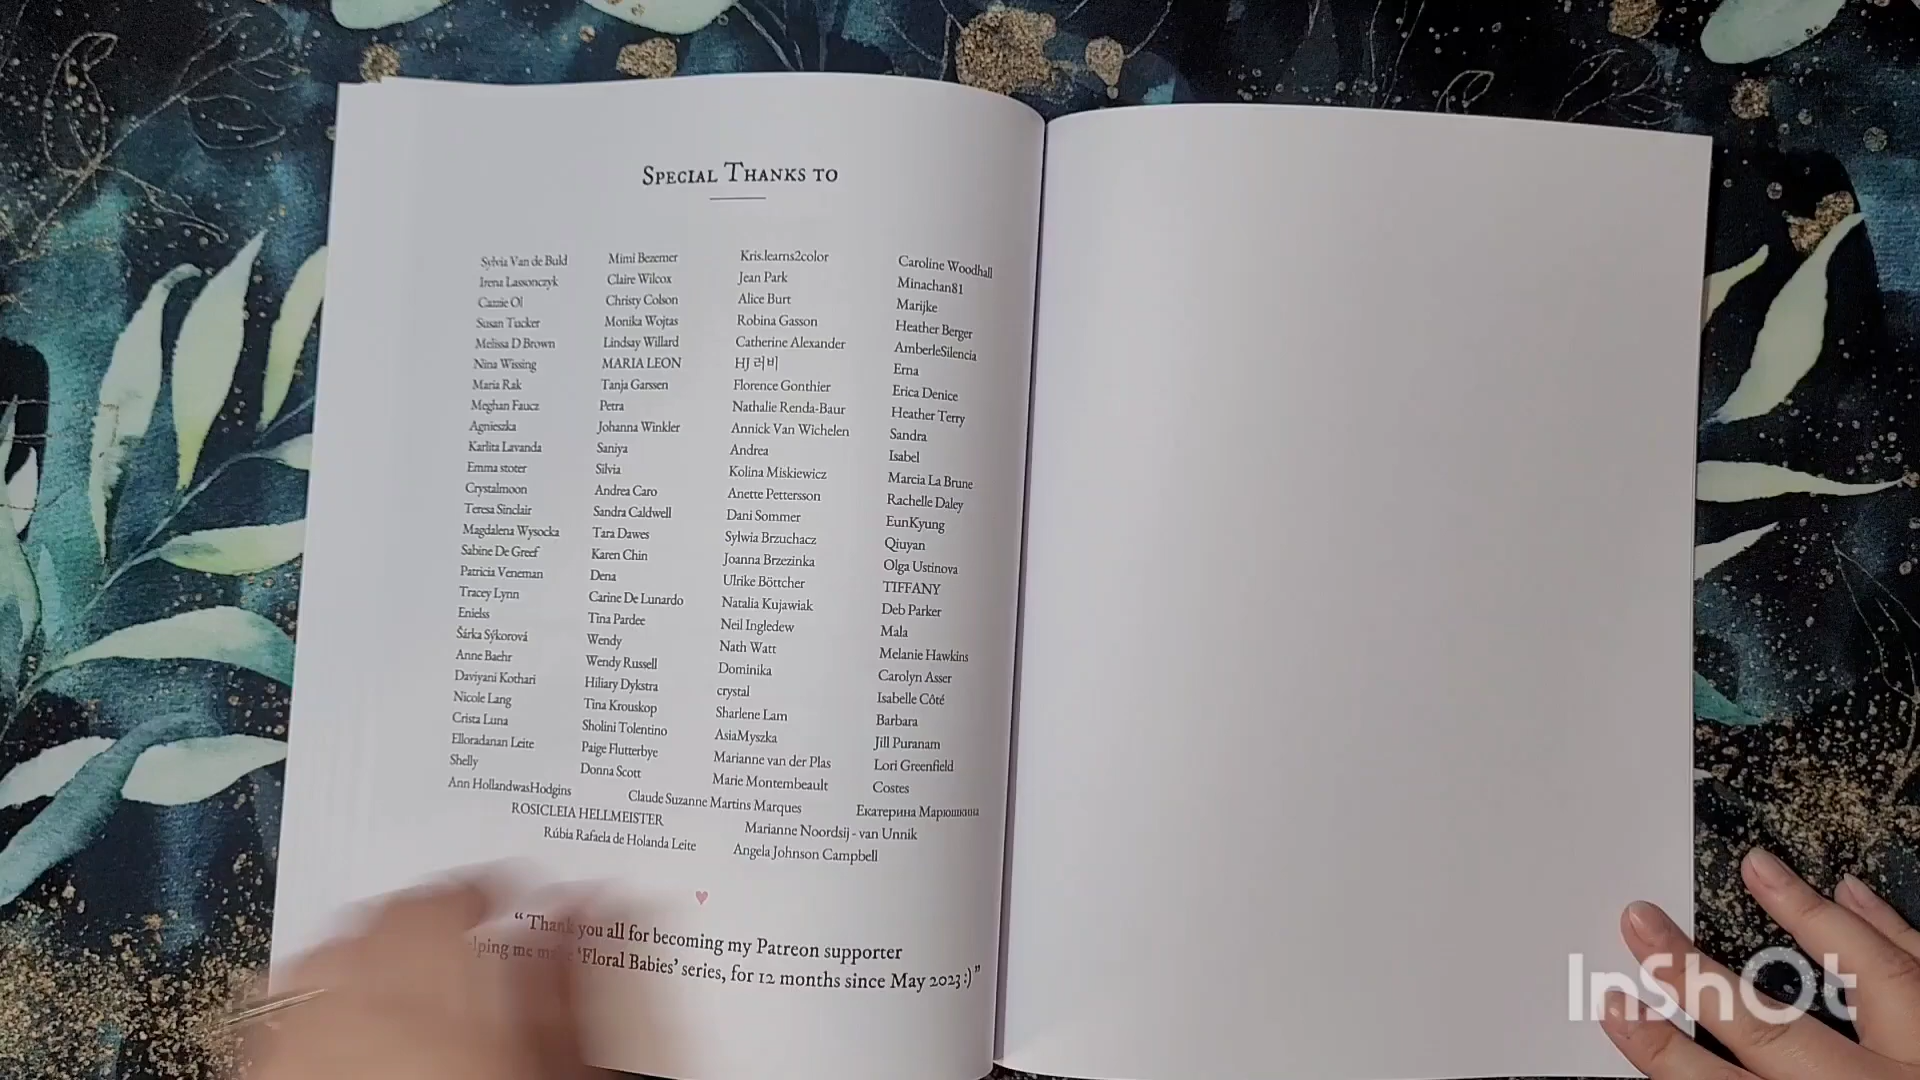 Special Thanks to
Sylvia Van de Buld
Irena Lassonczyk
Cazzie Ol
Susan Tucker
Melissa D Brown
Nina Wissing
Maria Rak
Meghan Faucz
Agnieszka
Karlita Lavanda
Emma stoter
Crystalmoon
Teresa Sinclair
Magdalena Wysocka
Sabine De Greef
Patricia Veneman
Tracey Lynn
Enielss
Šárka Sýkorová
Anne Baehr
Daviyani Kothari
Nicole Lang
Crista Luna
Elloradanan Leite
Shelly
Ann HollandwasHodgins
Mimi Bezemer
Claire Wilcox
Christy Colson
Monika Wojtas
Lindsay Willard
MARIA LEON
Tanja Garssen
Petra
Johanna Winkler
Saniya
Silvia
Andrea Caro
Sandra Caldwell
Tara Dawes
Karen Chin
Dena
Carine De Lunardo
Tina Pardee
Wendy
Wendy Russell
Hiliary Dykstra
Tina Krouskop
Sholini Tolentino
Paige Flutterbye
Donna Scott
Kris.learns2color
Jean Park
Alice Burt
Robina Gasson
Catherine Alexander
HJ 러비
Florence Gonthier
Nathalie Renda-Baur
Annick Van Wichelen
Andrea
Kolina Miskiewicz
Anette Pettersson
Dani Sommer
Sylwia Brzuchacz
Joanna Brzezinka
Ulrike Böttcher
Natalia Kujawiak
Neil Ingledew
Nath Watt
Dominika
crystal
Sharlene Lam
AsiaMyszka
Marianne van der Plas
Marie Montembeault
Caroline Woodhall
Minachan81
Marijke
Heather Berger
AmberleSilencia
Erna
Erica Denice
Heather Terry
Sandra
Isabel
Marcia La Brune
Rachelle Daley
EunKyung
Qiuyan
Olga Ustinova
TIFFANY
Deb Parker
Mala
Melanie Hawkins
Carolyn Asser
Isabelle Côté
Barbara
Jill Puranam
Lori Greenfield
Costes
Claude Suzanne Martins Marques
Екатерина Марюшкина
ROSICLEIA HELLMEISTER
Marianne Noordsij - van Unnik
Rúbia Rafaela de Holanda Leite
Angela Johnson Campbell
“Thank you all for becoming my Patreon supporter
me 'Floral Babies' series, for 12 months since May 2023 :)”
InShOt